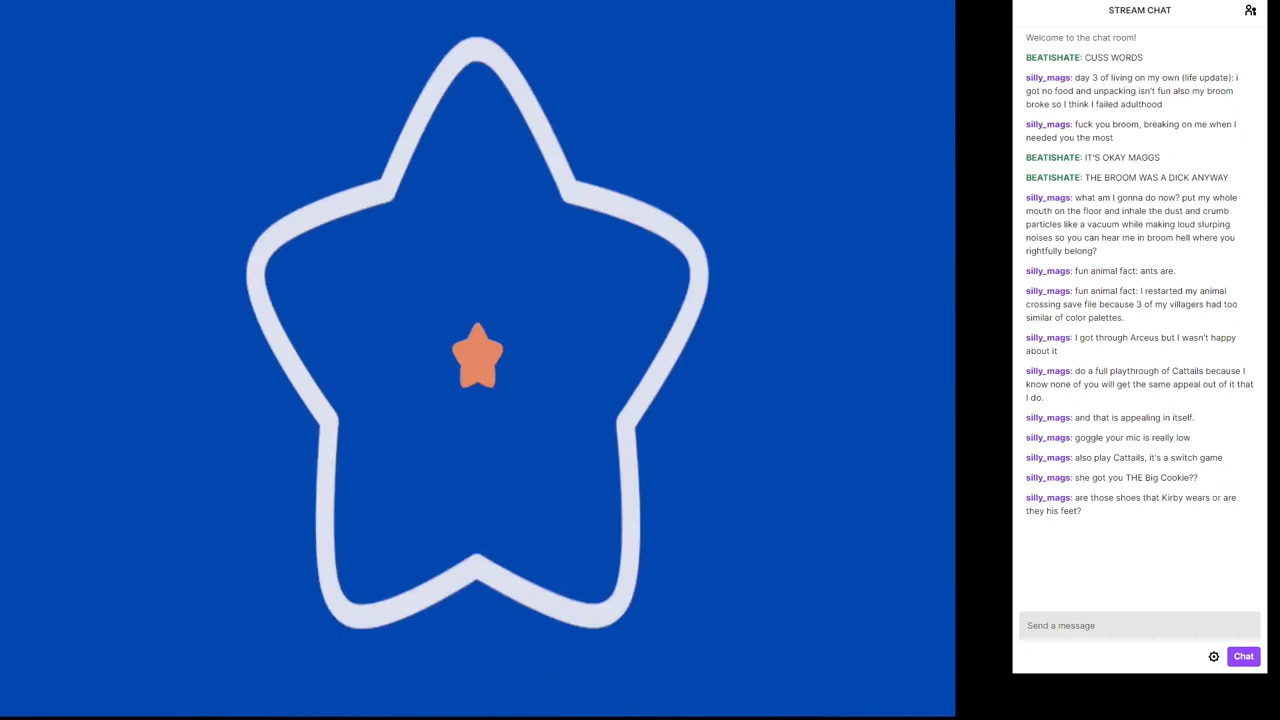 STREAM CHAT
Welcome to the chat room!
BEATISHATE: CUSS WORDS
silly_mags: day 3 of living on my own (life update): i
got no food and unpacking isn't fun also my broom
broke so I think I failed adulthood
silly_mags: fuck you broom, breaking on me when I
needed you the most
BEATISHATE: IT'S OKAY MAGGS
BEATISHATE: THE BROOM WAS A DICK ANYWAY
silly_mags: what am I gonna do now? put my whole
mouth on the floor and inhale the dust and crumb
particles like a vacuum while making loud slurping
noises so you can hear me in broom hell where you
rightfully belong?
silly_mags: fun animal fact: ants are.
silly_mags: fun animal fact: I restarted my animal
crossing save file because 3 of my villagers had too
similar of color palettes.
silly_mags: I got through Arceus but I wasn't happy
about it
silly_mags: do a full playthrough of Cattails because I
know none of you will get the same appeal out of it that
I do.
silly_mags: and that is appealing in itself.
silly_mags: goggle your mic is really low
silly_mags: also play Cattails, it's a switch game
silly_mags: she got you THE Big Cookie??
silly_mags: are those shoes that Kirby wears or are
they his feet?
Send a message
Chat